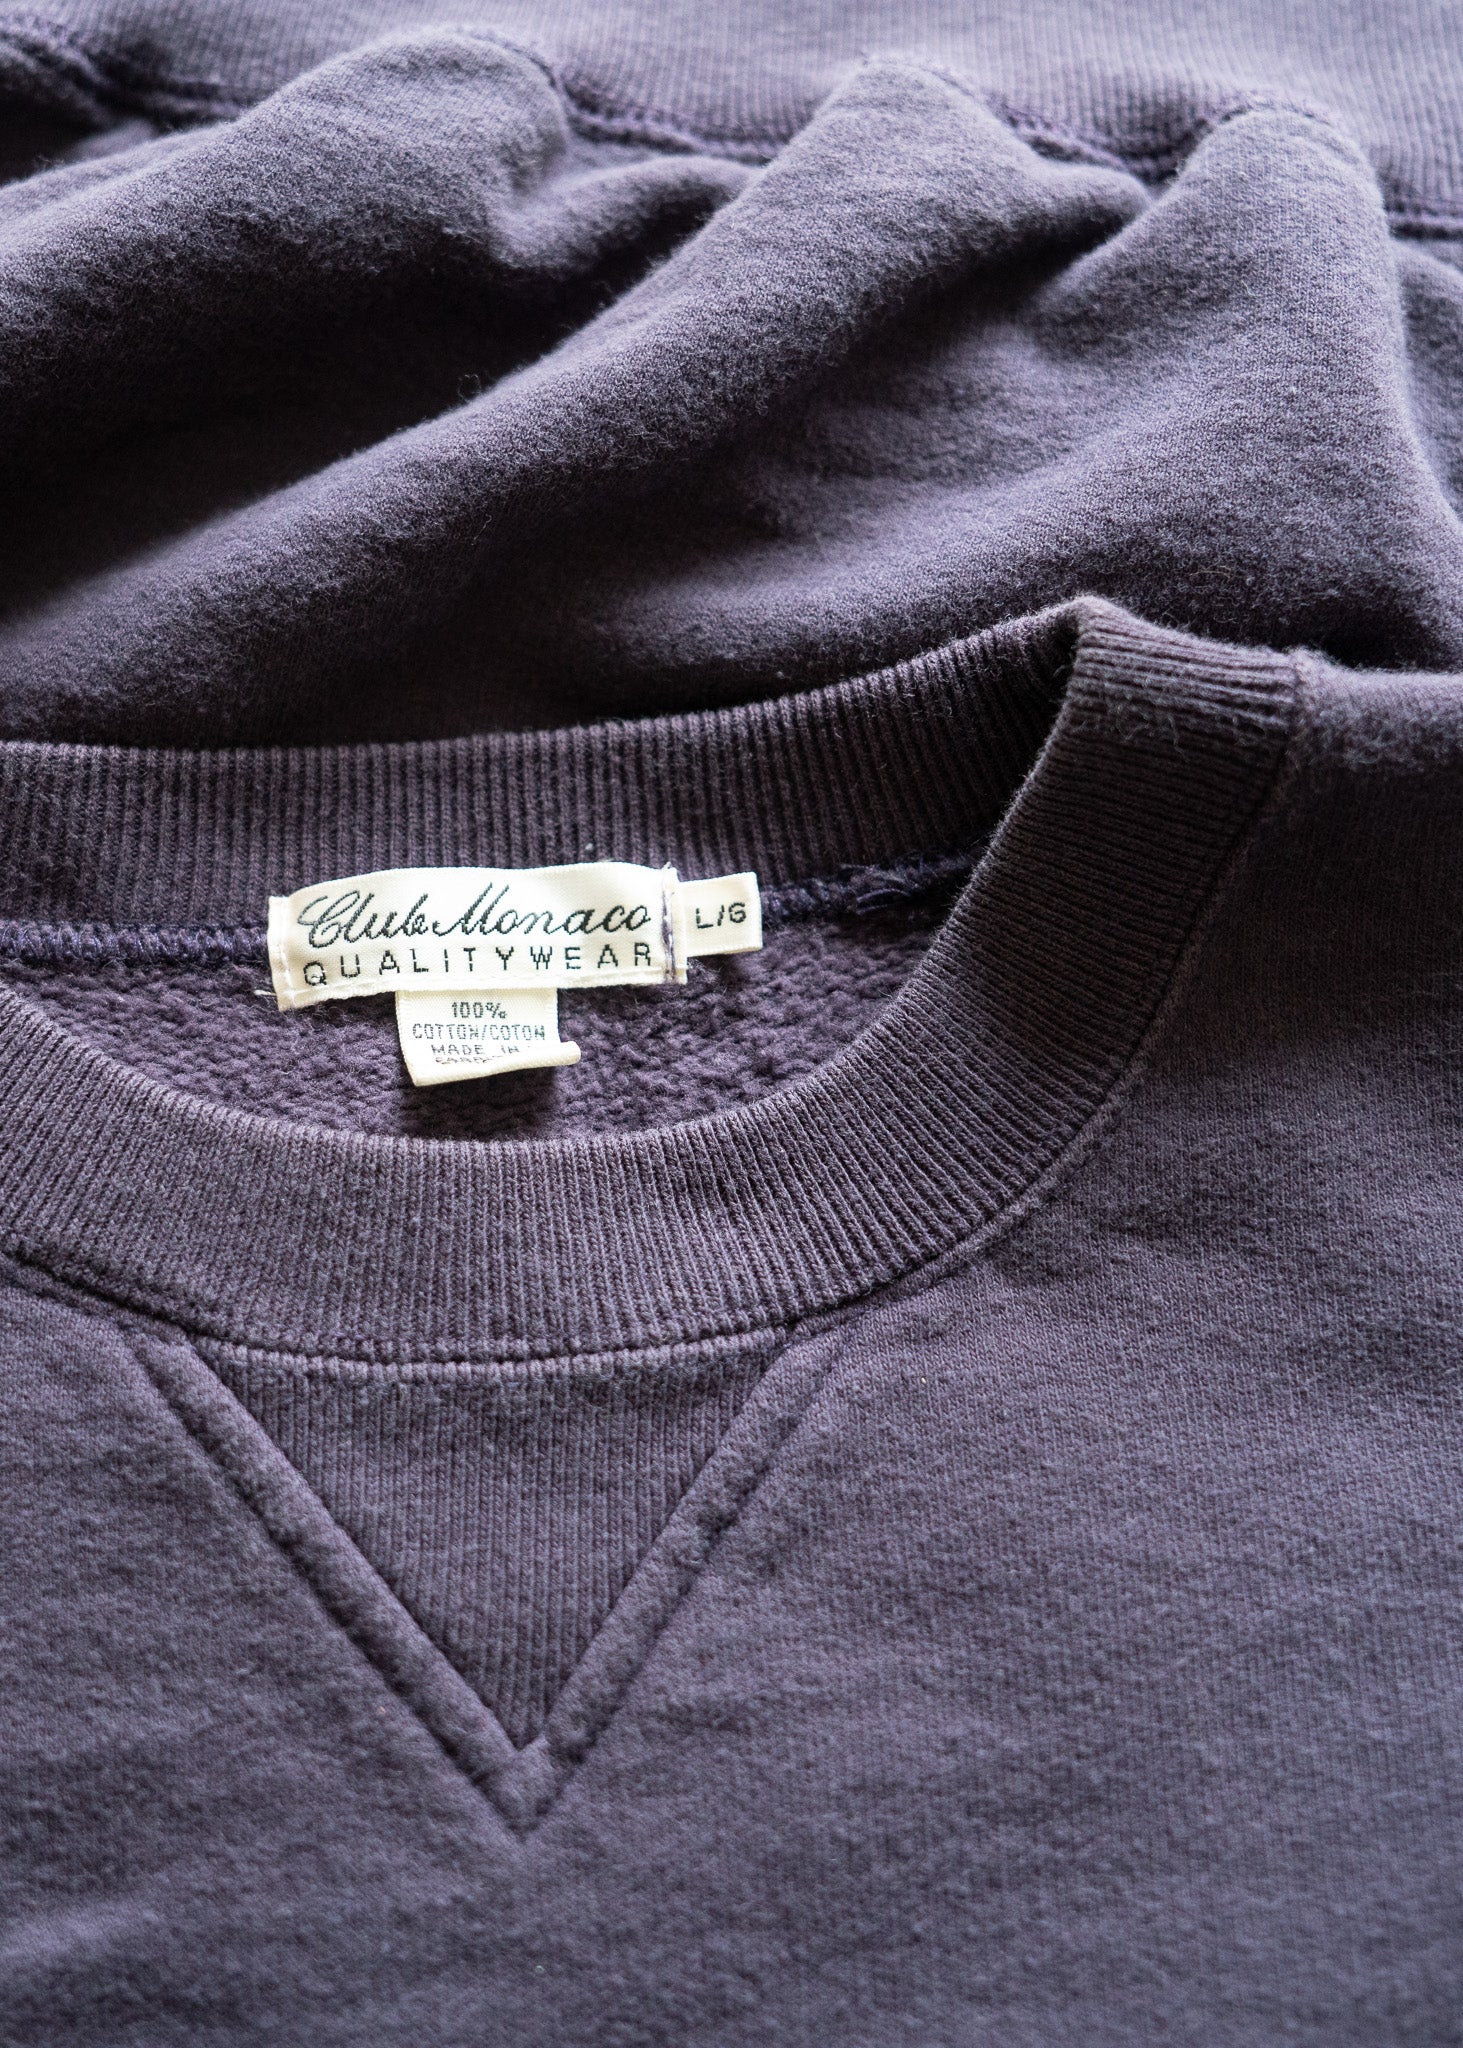 Club Monaco
QUALITYWEAR
L/G
100%
COTTON/COTON
MADE IN